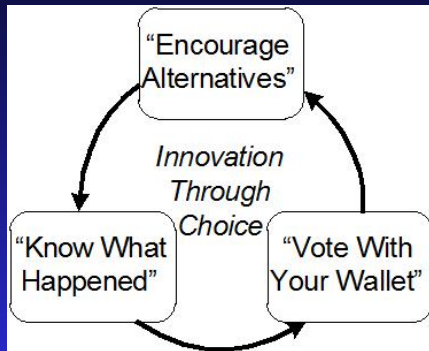 “Encourage
Alternatives”
Innovation
Through
Choice
“Know What
Happened”
“Vote With
Your Wallet”